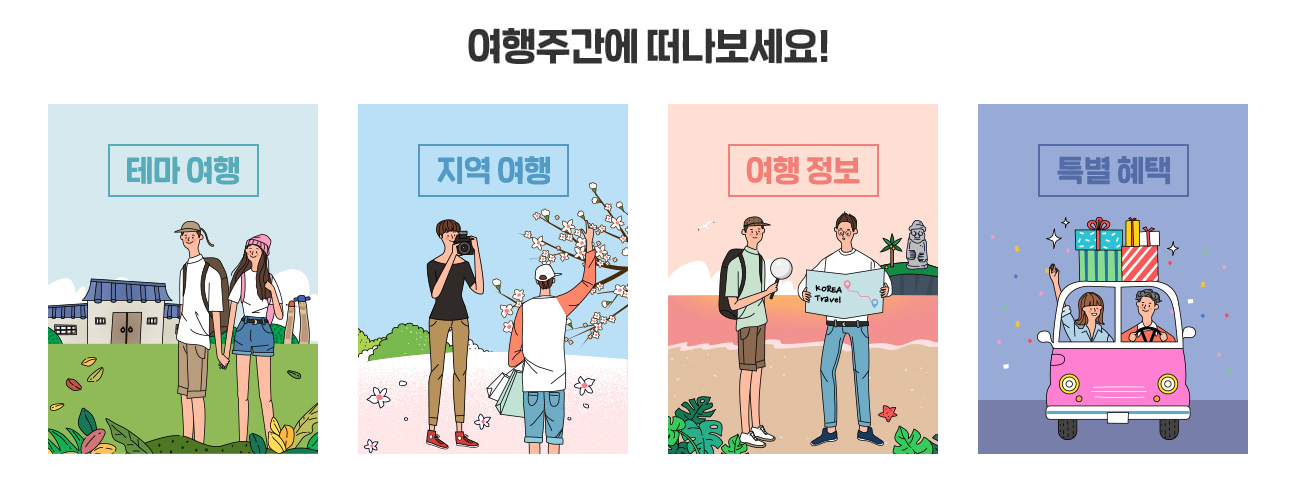 여행주간에 떠나보세요!
테마 여행
지역 여행
여행 정보
특별 혜택
KOREA
Travel